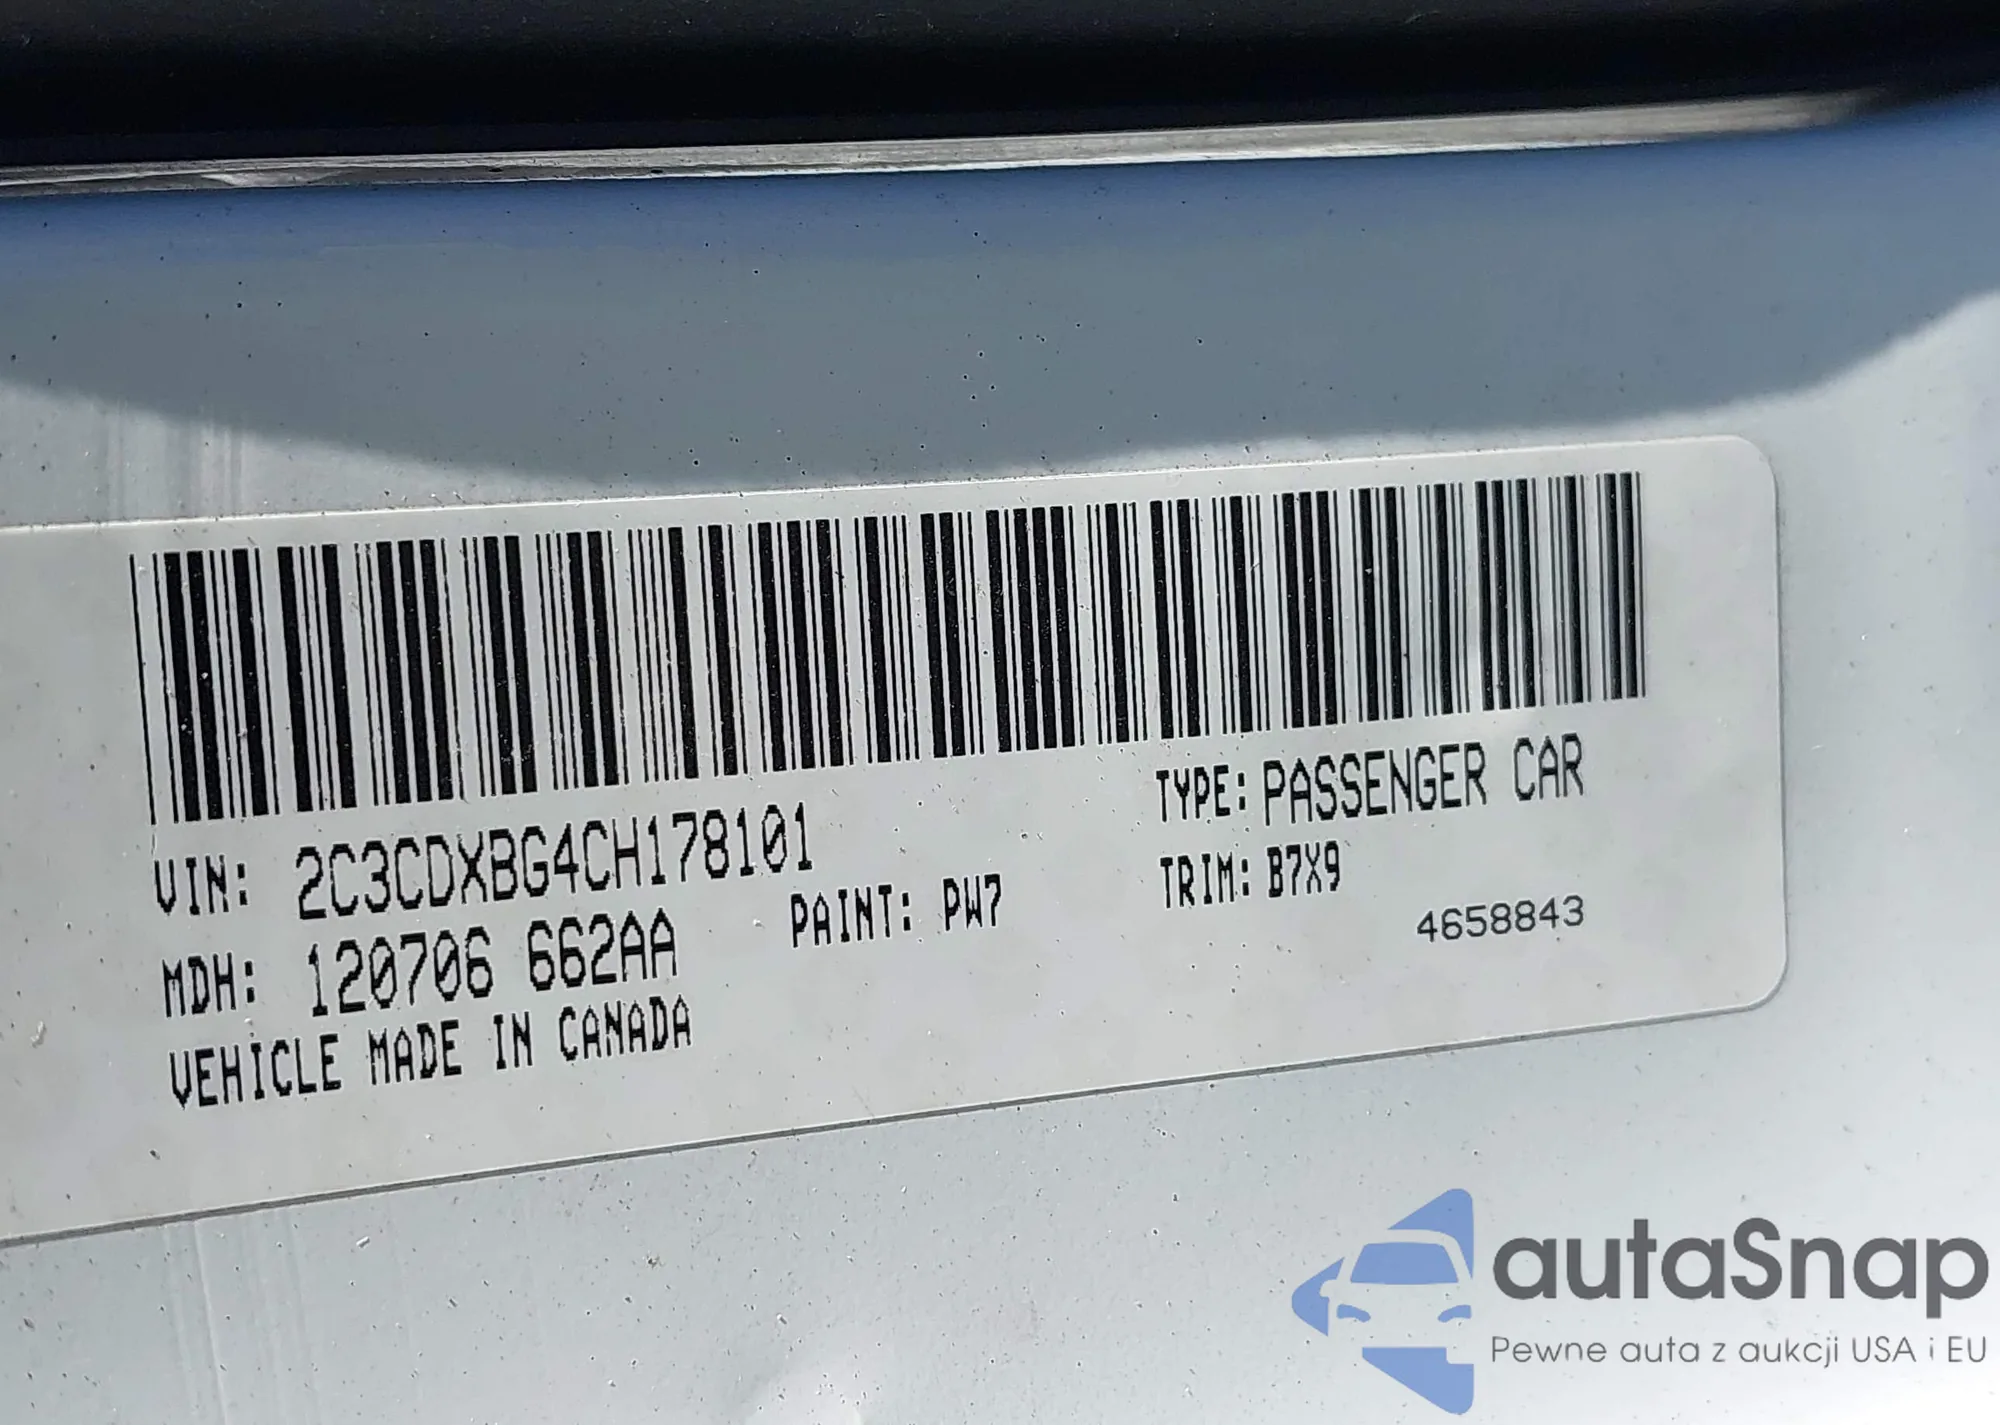 VIN: 2C3CDXBG4CH178101
TYPE: PASSENGER CAR
MDH: 120706 662AA
PAINT: PW7
TRIM: B7X9
4658843
VEHICLE MADE IN CANADA
autaSnap
Pewne auta z aukcji USA i EU